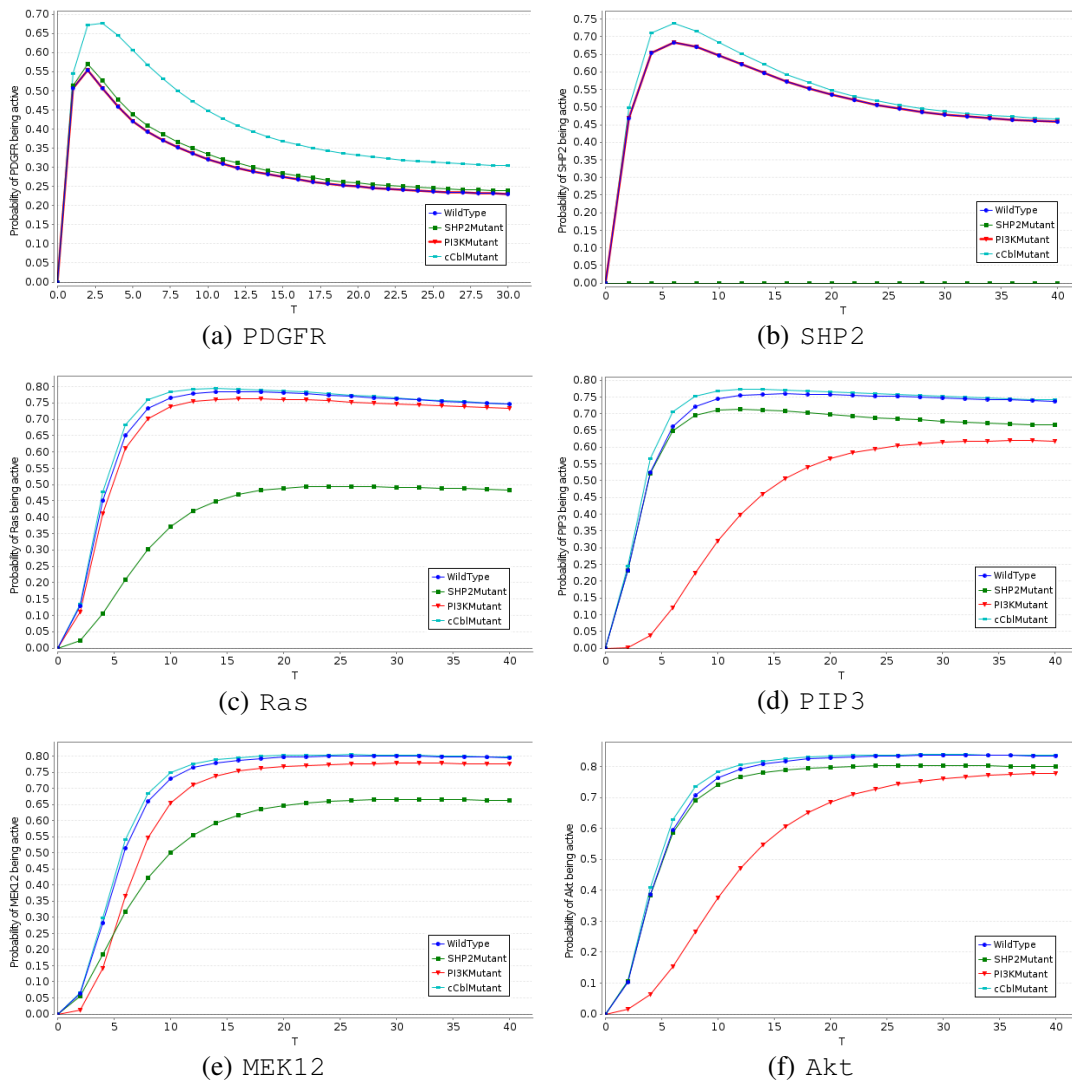 Probability of PDGFR being active
0.70
0.65
0.60
0.55
0.50
0.45
0.40
0.35
0.30
0.25
0.20
0.15
0.10
0.05
0.00
0.0 2.5 5.0 7.5 10.0 12.5 15.0 17.5 20.0 22.5 25.0 27.5 30.0
T
WildType
SHP2Mutant
PI3KMutant
cCblMutant
(a) PDGFR
Probability of SHP2 being active
0.75
0.70
0.65
0.60
0.55
0.50
0.45
0.40
0.35
0.30
0.25
0.20
0.15
0.10
0.05
0.00
0 5 10 15 20 25 30 35 40
T
WildType
SHP2Mutant
PI3KMutant
cCblMutant
(b) SHP2
Probability of Ras being active
0.80
0.75
0.70
0.65
0.60
0.55
0.50
0.45
0.40
0.35
0.30
0.25
0.20
0.15
0.10
0.05
0.00
0 5 10 15 20 25 30 35 40
T
WildType
SHP2Mutant
PI3KMutant
cCblMutant
(c) Ras
Probability of PIP3 being active
0.80
0.75
0.70
0.65
0.60
0.55
0.50
0.45
0.40
0.35
0.30
0.25
0.20
0.15
0.10
0.05
0.00
0 5 10 15 20 25 30 35 40
T
WildType
SHP2Mutant
PI3KMutant
cCblMutant
(d) PIP3
Probability of MEK12 being active
0.80
0.75
0.70
0.65
0.60
0.55
0.50
0.45
0.40
0.35
0.30
0.25
0.20
0.15
0.10
0.05
0.00
0 5 10 15 20 25 30 35 40
T
WildType
SHP2Mutant
PI3KMutant
cCblMutant
(e) MEK12
Probability of Akt being active
0.8
0.7
0.6
0.5
0.4
0.3
0.2
0.1
0.0
0 5 10 15 20 25 30 35 40
T
WildType
SHP2Mutant
PI3KMutant
cCblMutant
(f) Akt